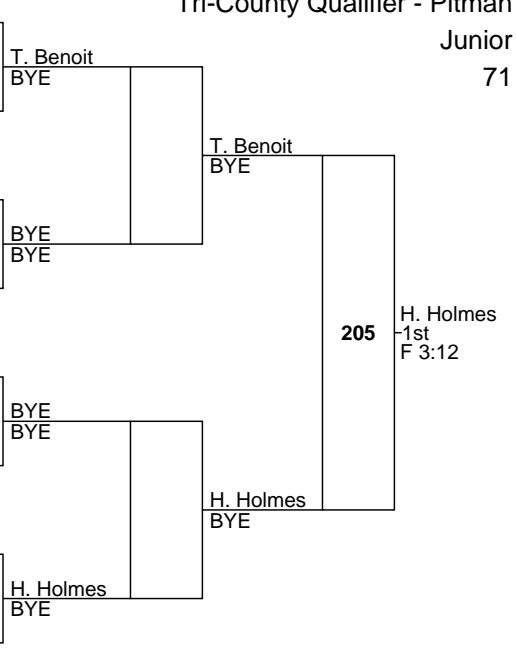 Tri-County Qualifier - Pitman
Junior
71
T. Benoit
BYE
T. Benoit
BYE
BYE
BYE
205
H. Holmes
1st
F 3:12
BYE
BYE
H. Holmes
BYE
H. Holmes
BYE